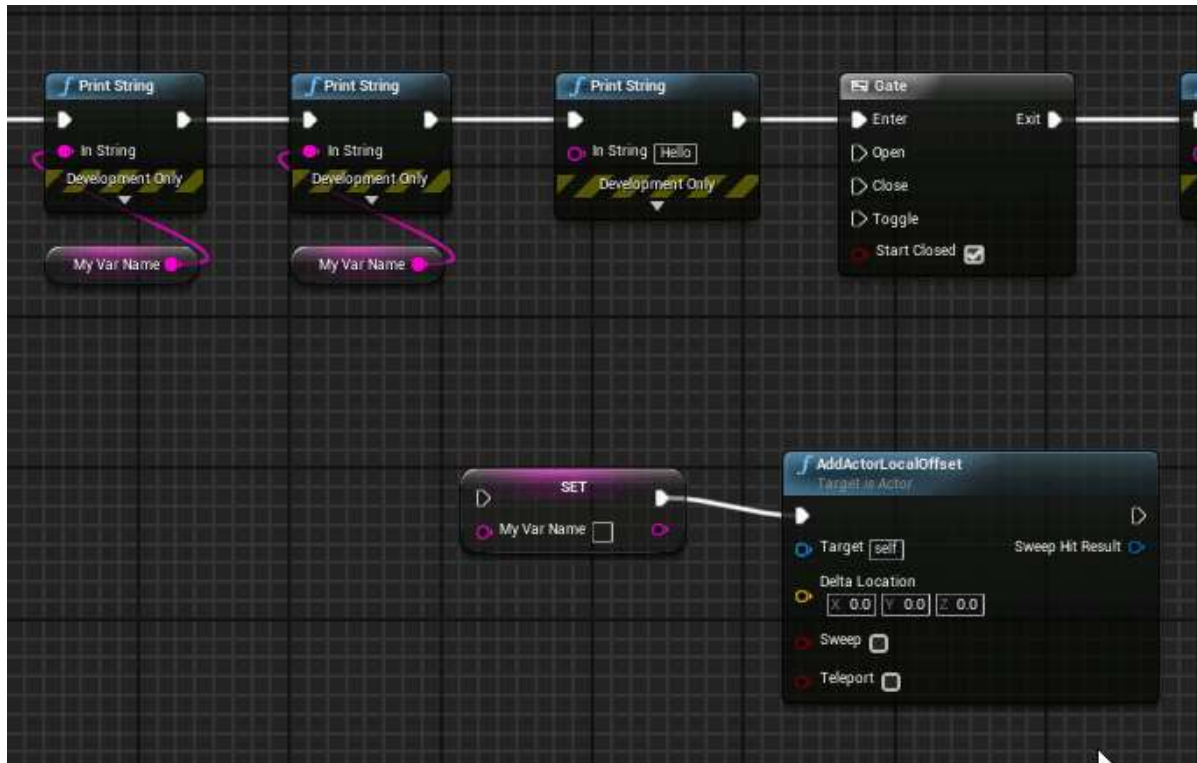 Print String
In String
Development Only
My Var Name
Print String
In String
Development Only
My Var Name
Print String
In String Hello
Development Only
Gate
Enter Exit
Open
Close
Toggle
Start Closed
SET
My Var Name
AddActorLocalOffset
Target is Actor
Target self Sweep Hit Result
Delta Location
X 0.0 Y 0.0 Z 0.0
Sweep
Teleport